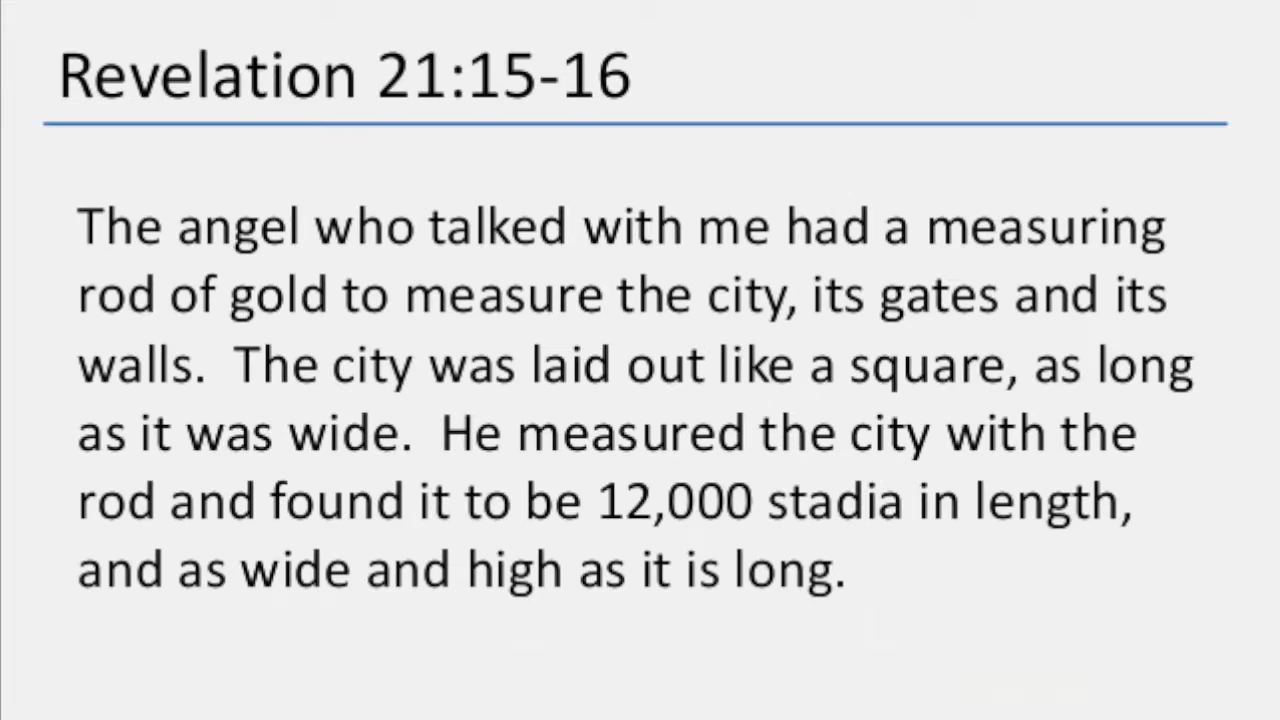 Revelation 21:15-16
The angel who talked with me had a measuring
rod of gold to measure the city, its gates and its
walls.  The city was laid out like a square, as long
as it was wide.  He measured the city with the
rod and found it to be 12,000 stadia in length,
and as wide and high as it is long.